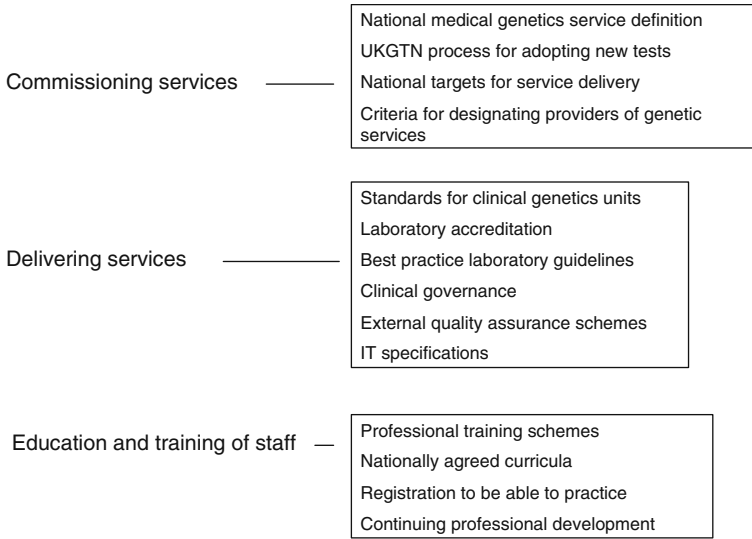 Commissioning services
National medical genetics service definition
UKGTN process for adopting new tests
National targets for service delivery
Criteria for designating providers of genetic
services
Delivering services
Standards for clinical genetics units
Laboratory accreditation
Best practice laboratory guidelines
Clinical governance
External quality assurance schemes
IT specifications
Education and training of staff
Professional training schemes
Nationally agreed curricula
Registration to be able to practice
Continuing professional development